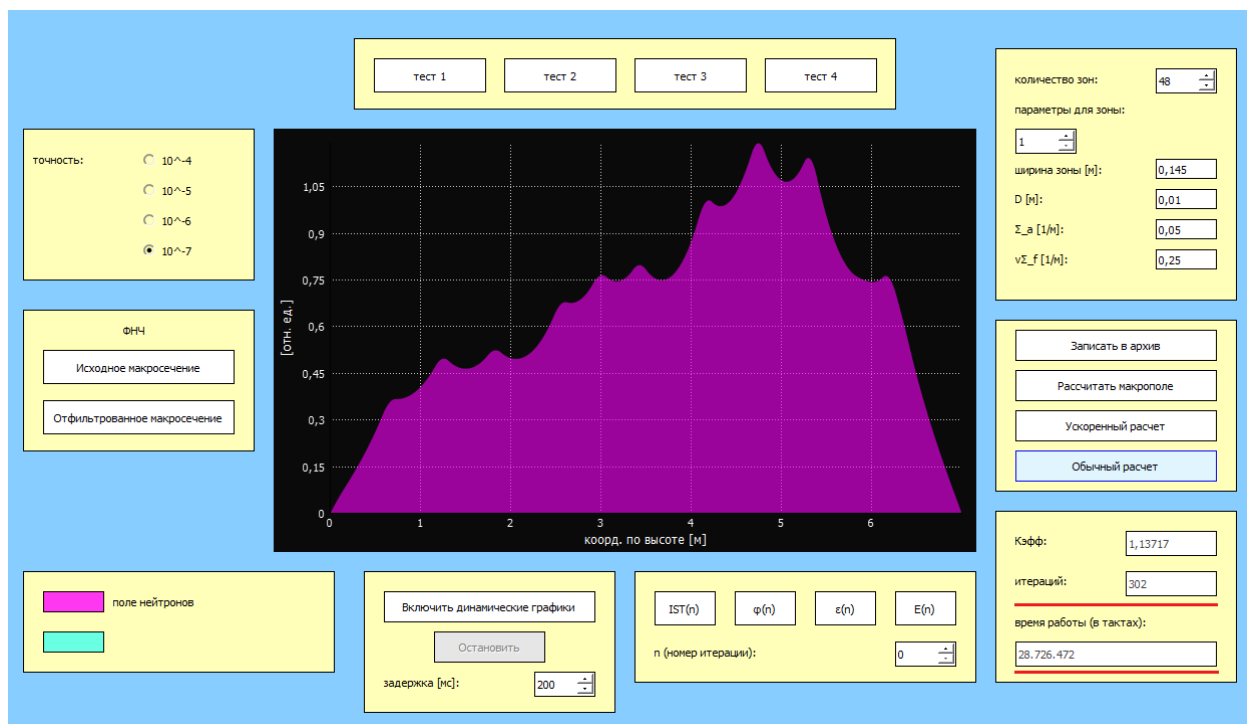 тест 1 тест 2 тест 3 тест 4
точность: 10^-4
10^-5
10^-6
10^-7
ФНЧ
Исходное макросечение
Отфильтрованное макросечение
[отн. ед.]
1,05
0,9
0,75
0,6
0,45
0,3
0,15
0
0 1 2 3 4 5 6
коорд. по высоте [м]
количество зон: 48
параметры для зоны:
1
ширина зоны [м]: 0,145
D [м]: 0,01
Σ_a [1/м]: 0,05
νΣ_f [1/м]: 0,25
Записать в архив
Рассчитать макрополе
Ускоренный расчет
Обычный расчет
Кэфф: 1,13717
итераций: 302
время работы (в тактах):
28.726.472
поле нейтронов
Включить динамические графики
Остановить
задержка [мс]: 200
IST(n) φ(n) ε(n) E(n)
n (номер итерации): 0